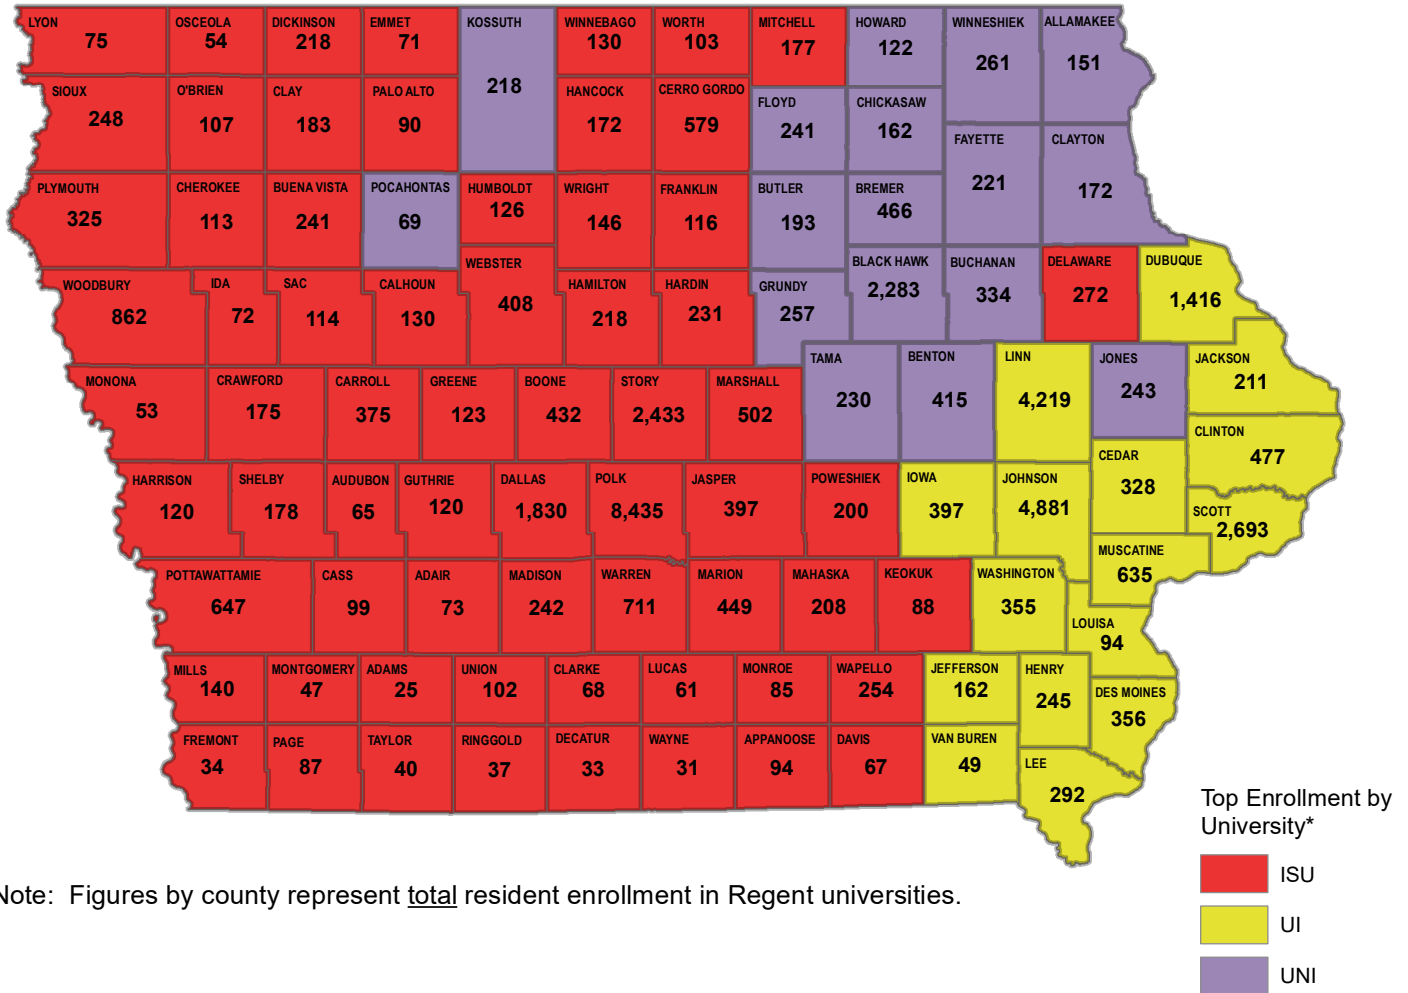 LYON
75
OSCEOLA
54
DICKINSON
218
EMMET
71
KOSSUTH
218
WINNEBAGO
130
WORTH
103
MITCHELL
177
HOWARD
122
WINNESHIEK
261
ALLAMAKEE
151
SIOUX
248
O'BRIEN
107
CLAY
183
PALO ALTO
90
HANCOCK
172
CERRO GORDO
579
FLOYD
241
CHICKASAW
162
FAYETTE
221
CLAYTON
172
PLYMOUTH
325
CHEROKEE
113
BUENA VISTA
241
POCAHONTAS
69
HUMBOLDT
126
WRIGHT
146
FRANKLIN
116
BUTLER
193
BREMER
466
WOODBURY
862
IDA
72
SAC
114
CALHOUN
130
WEBSTER
408
HAMILTON
218
HARDIN
231
GRUNDY
257
BLACK HAWK
2,283
BUCHANAN
334
DELAWARE
272
DUBUQUE
1,416
MONONA
53
CRAWFORD
175
CARROLL
375
GREENE
123
BOONE
432
STORY
2,433
MARSHALL
502
TAMA
230
BENTON
415
LINN
4,219
JONES
243
JACKSON
211
CLINTON
477
HARRISON
120
SHELBY
178
AUDUBON
65
GUTHRIE
120
DALLAS
1,830
POLK
8,435
JASPER
397
POWESHIEK
200
IOWA
397
JOHNSON
4,881
CEDAR
328
SCOTT
2,693
MUSCATINE
635
POTTAWATTAMIE
647
CASS
99
ADAIR
73
MADISON
242
WARREN
711
MARION
449
MAHASKA
208
KEOKUK
88
WASHINGTON
355
LOUISA
94
MILLS
140
MONTGOMERY
47
ADAMS
25
UNION
102
CLARKE
68
LUCAS
61
MONROE
85
WAPELLO
254
JEFFERSON
162
HENRY
245
DES MOINES
356
FREMONT
34
PAGE
87
TAYLOR
40
RINGGOLD
37
DECATUR
33
WAYNE
31
APPANOOSE
94
DAVIS
67
VAN BUREN
49
LEE
292
Top Enrollment by
University*
ISU
UI
UNI
Note: Figures by county represent total resident enrollment in Regent universities.